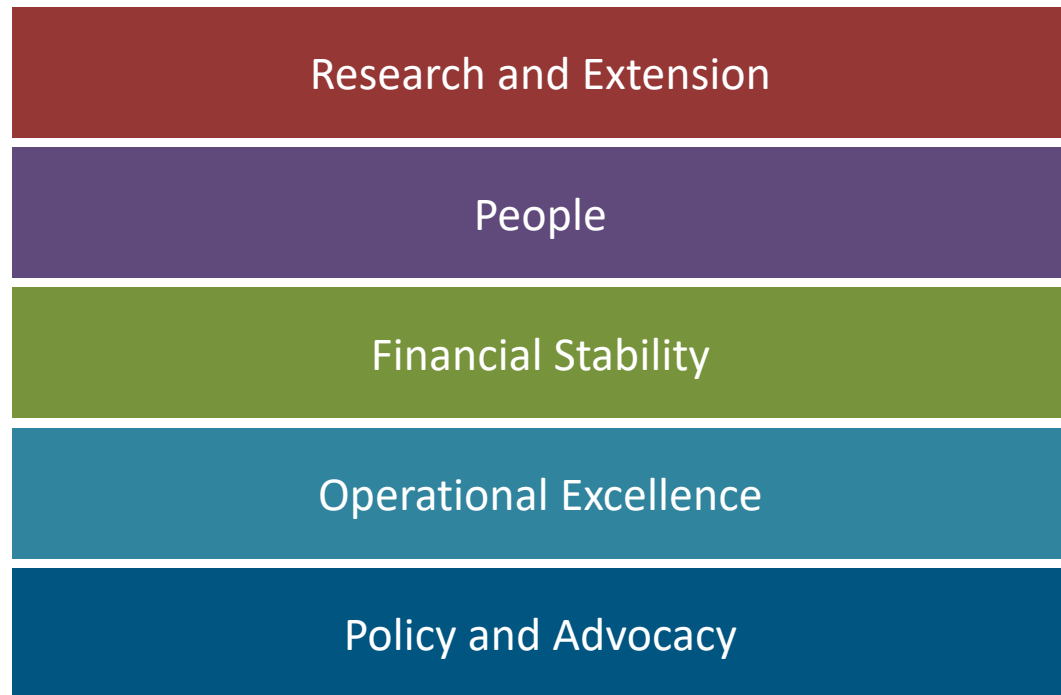 Research and Extension
People
Financial Stability
Operational Excellence
Policy and Advocacy